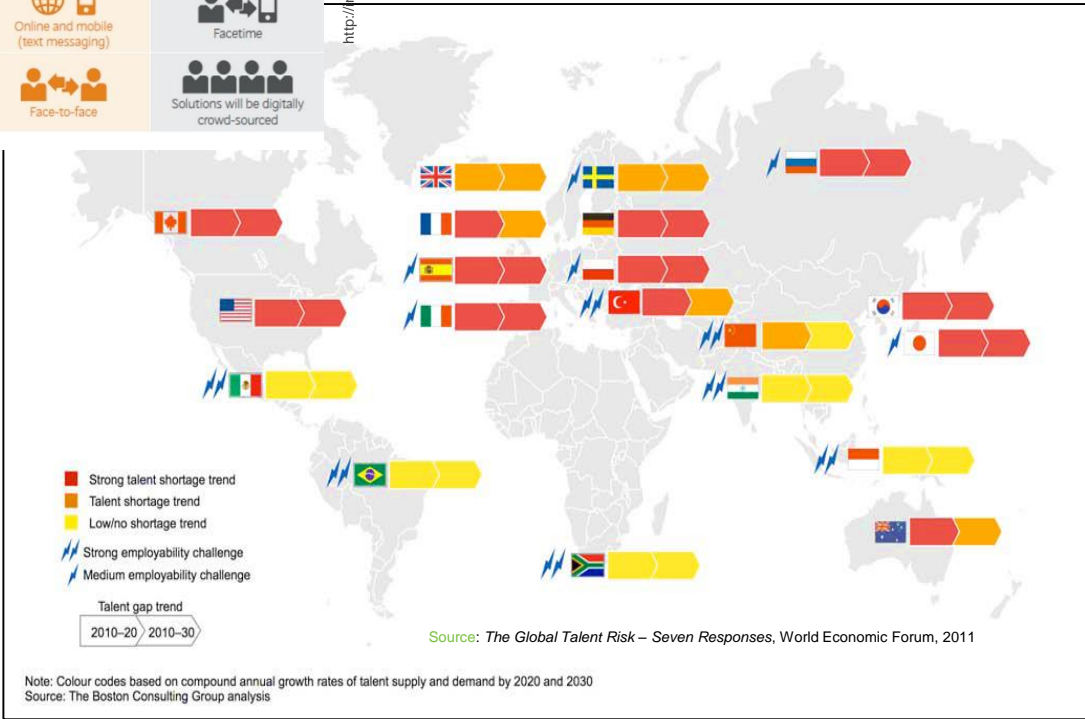 Online and mobile
(text messaging)
Facetime
Face-to-face
Solutions will be digitally
crowd-sourced
Strong talent shortage trend
Talent shortage trend
Low/no shortage trend
Strong employability challenge
Medium employability challenge
Talent gap trend
2010–20 2010–30
Source: The Global Talent Risk – Seven Responses, World Economic Forum, 2011
Note: Colour codes based on compound annual growth rates of talent supply and demand by 2020 and 2030
Source: The Boston Consulting Group analysis